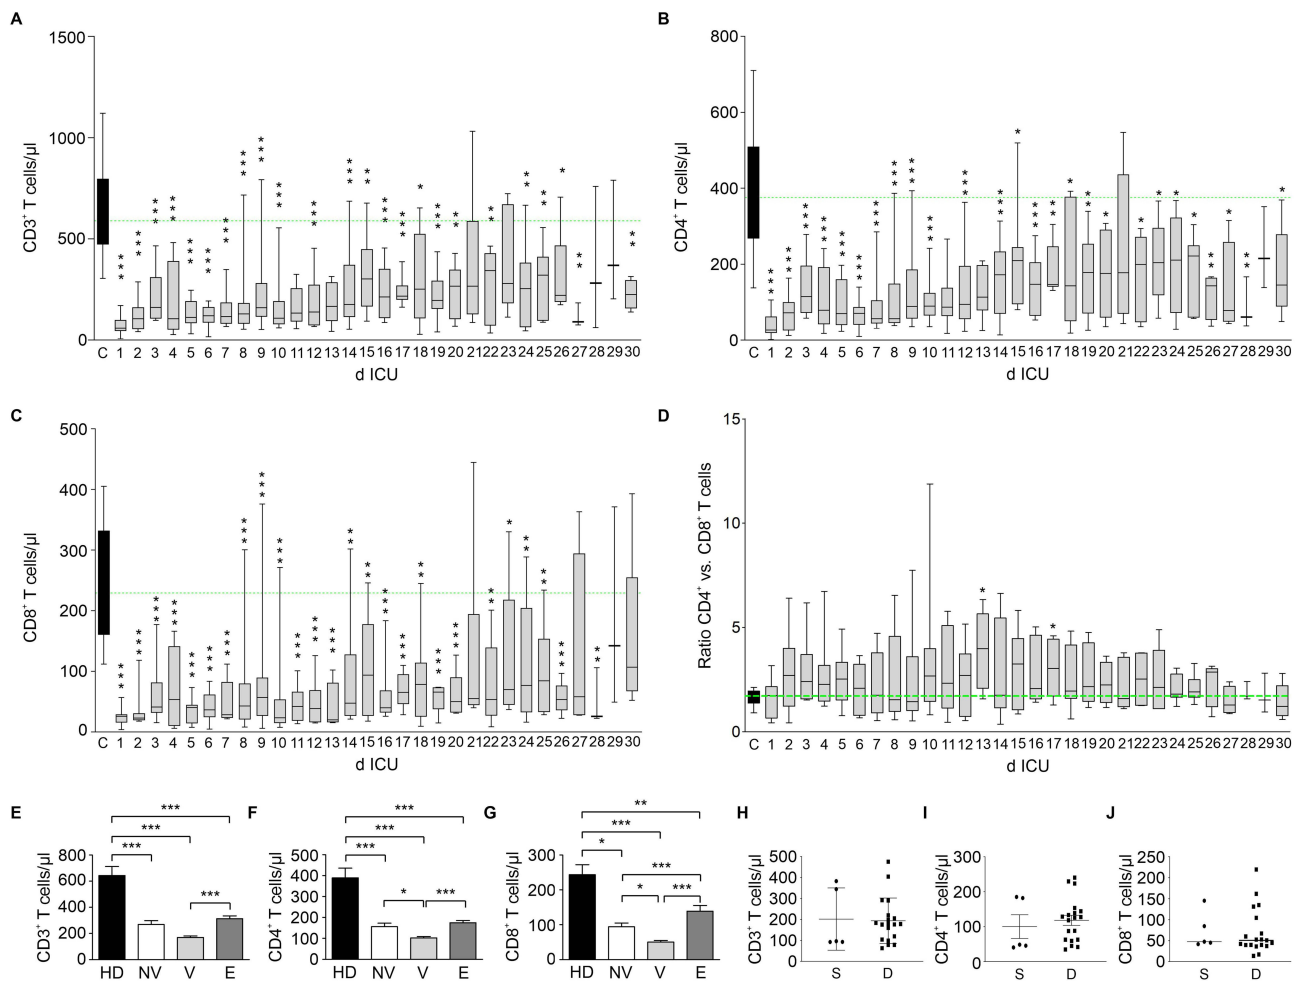 A
CD3⁺ T cells/µl
1500
1000
500
0
C 1 2 3 4 5 6 7 8 9 10 11 12 13 14 15 16 17 18 19 20 21 22 23 24 25 26 27 28 29 30
d ICU
B
CD4⁺ T cells/µl
800
600
400
200
0
C 1 2 3 4 5 6 7 8 9 10 11 12 13 14 15 16 17 18 19 20 21 22 23 24 25 26 27 28 29 30
d ICU
C
CD8⁺ T cells/µl
500
400
300
200
100
0
C 1 2 3 4 5 6 7 8 9 10 11 12 13 14 15 16 17 18 19 20 21 22 23 24 25 26 27 28 29 30
d ICU
D
Ratio CD4⁺ vs. CD8⁺ T cells
15
10
5
0
C 1 2 3 4 5 6 7 8 9 10 11 12 13 14 15 16 17 18 19 20 21 22 23 24 25 26 27 28 29 30
d ICU
E
***
***
***
***
CD3⁺ T cells/µl
800
600
400
200
0
HD NV V E
F
***
***
***
* ***
CD4⁺ T cells/µl
500
400
300
200
100
0
HD NV V E
G
**
***
*
***
* ***
CD8⁺ T cells/µl
300
200
100
0
HD NV V E
H
CD3⁺ T cells/µl
500
400
300
200
100
0
S D
I
CD4⁺ T cells/µl
300
200
100
0
S D
J
CD8⁺ T cells/µl
250
200
150
100
50
0
S D